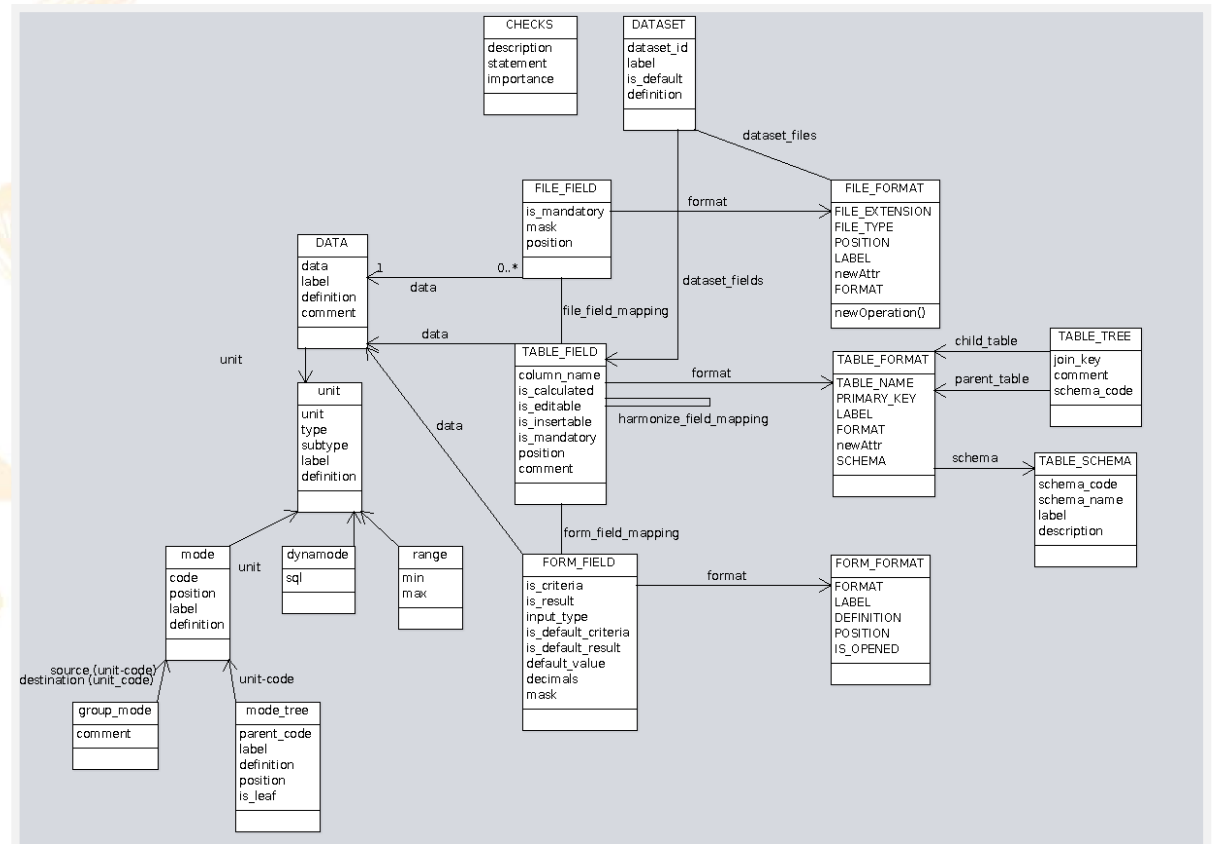 CHECKS
description
statement
importance
DATASET
dataset_id
label
is_default
definition
dataset_files
FILE_FIELD
is_mandatory
mask
position
format
FILE_FORMAT
FILE_EXTENSION
FILE_TYPE
POSITION
LABEL
newAttr
FORMAT
newOperation()
DATA
data
label
definition
comment
1
0..*
data
dataset_fields
file_field_mapping
data
unit
TABLE_FIELD
column_name
is_calculated
is_editable
is_insertable
is_mandatory
position
comment
format
harmonize_field_mapping
TABLE_FORMAT
TABLE_NAME
PRIMARY_KEY
LABEL
FORMAT
newAttr
SCHEMA
child_table
parent_table
TABLE_TREE
join_key
comment
schema_code
schema
TABLE_SCHEMA
schema_code
schema_name
label
description
unit
unit
type
subtype
label
definition
data
form_field_mapping
mode
code
position
label
definition
unit
dynamode
sql
range
min
max
FORM_FIELD
is_criteria
is_result
input_type
is_default_criteria
is_default_result
default_value
decimals
mask
format
FORM_FORMAT
FORMAT
LABEL
DEFINITION
POSITION
IS_OPENED
source (unit-code)
destination (unit_code)
unit-code
group_mode
comment
mode_tree
parent_code
label
definition
position
is_leaf